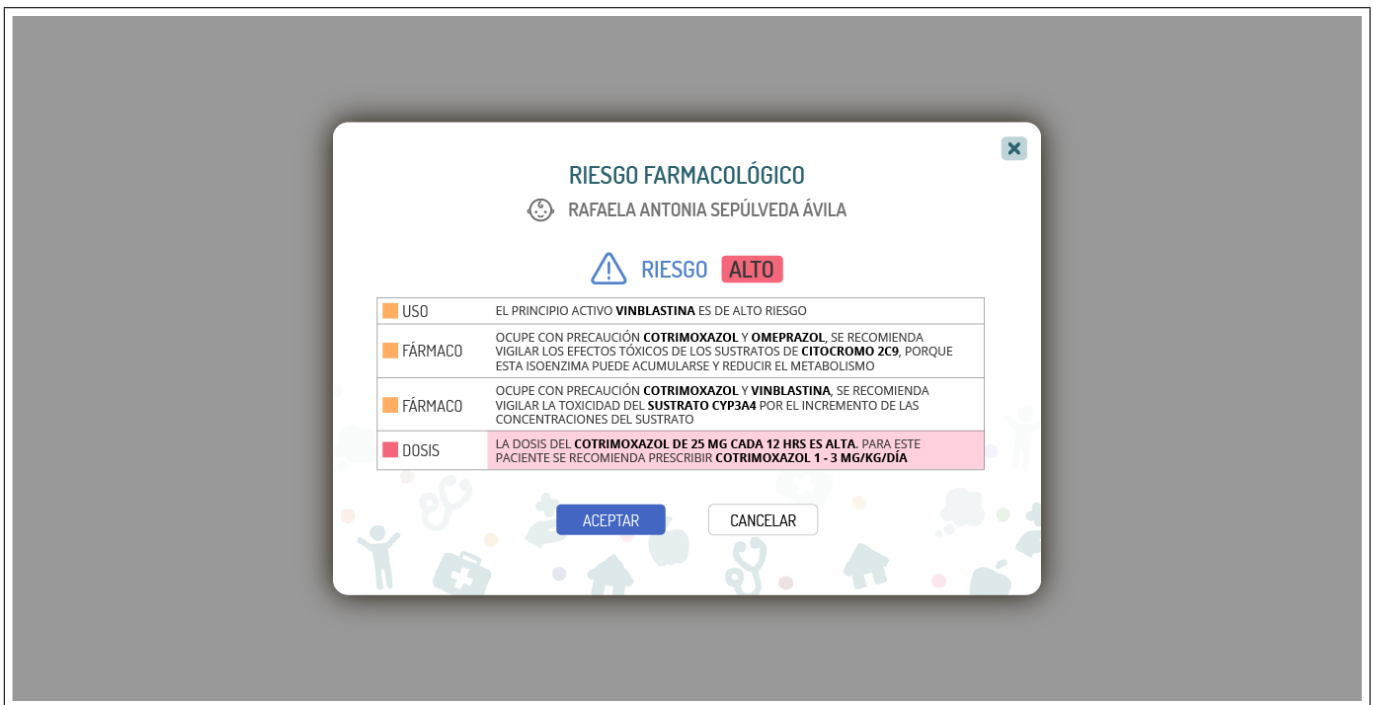 RIESGO FARMACOLÓGICO
RAFAELA ANTONIA SEPÚLVEDA ÁVILA
RIESGO ALTO
USO EL PRINCIPIO ACTIVO VINBLASTINA ES DE ALTO RIESGO
FÁRMACO OCUPE CON PRECAUCIÓN COTRIMOXAZOL Y OMEPRAZOL, SE RECOMIENDA
VIGILAR LOS EFECTOS TÓXICOS DE LOS SUSTRATOS DE CITOCROMO 2C9, PORQUE
ESTA ISOENZIMA PUEDE ACUMULARSE Y REDUCIR EL METABOLISMO
FÁRMACO OCUPE CON PRECAUCIÓN COTRIMOXAZOL Y VINBLASTINA, SE RECOMIENDA
VIGILAR LA TOXICIDAD DEL SUSTRATO CYP3A4 POR EL INCREMENTO DE LAS
CONCENTRACIONES DEL SUSTRATO
DOSIS LA DOSIS DEL COTRIMOXAZOL DE 25 MG CADA 12 HRS ES ALTA. PARA ESTE
PACIENTE SE RECOMIENDA PRESCRIBIR COTRIMOXAZOL 1 - 3 MG/KG/DÍA
ACEPTAR CANCELAR